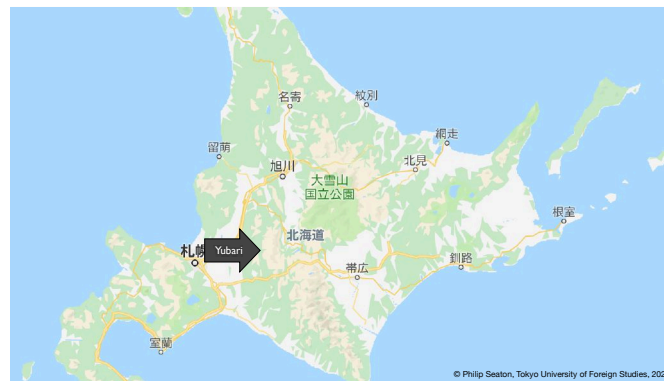 名寄
紋別
網走
留萌
北見
旭川
大雪山
国立公園
根室
北海道
札幌
Yubari
釧路
帯広
室蘭
© Philip Seaton, Tokyo University of Foreign Studies, 202